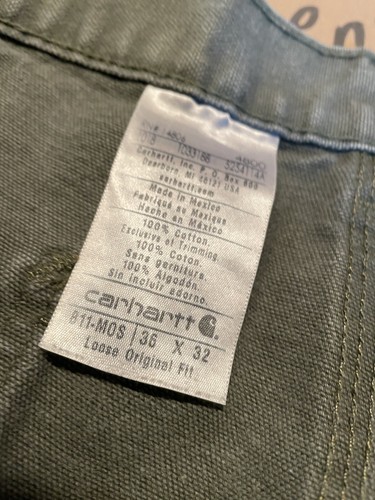 Carhartt, Inc. P.O. Box 600
Dearborn, MI 48121 USA
carhartt.com
Made in Mexico
Fabriqué au Mexique
Hecho en México
100% Cotton.
Exclusive of Trimming.
100% Coton.
Sans garniture.
100% Algodón.
Sin incluir adorno.
carhartt
811-MOS 36 X 32
Loose Original Fit